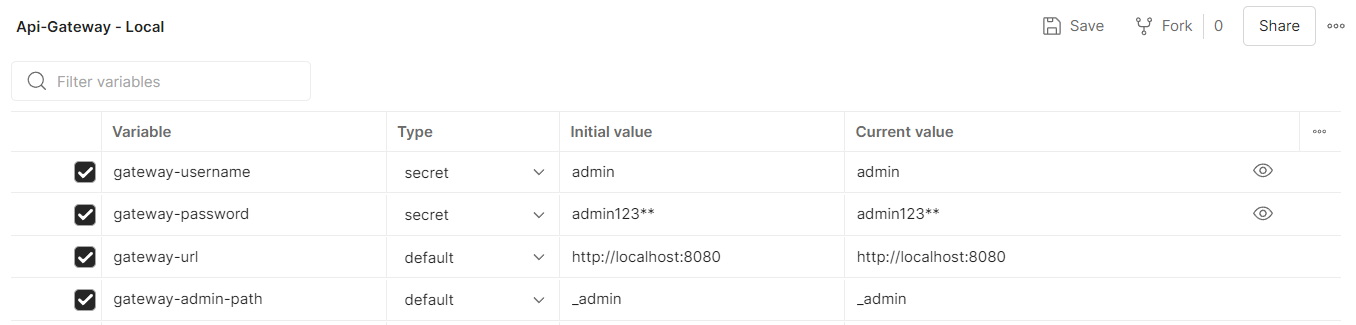 Api-Gateway - Local
Save Fork 0 Share
Filter variables
Variable Type Initial value Current value
gateway-username secret admin admin
gateway-password secret admin123** admin123**
gateway-url default http://localhost:8080 http://localhost:8080
gateway-admin-path default _admin _admin